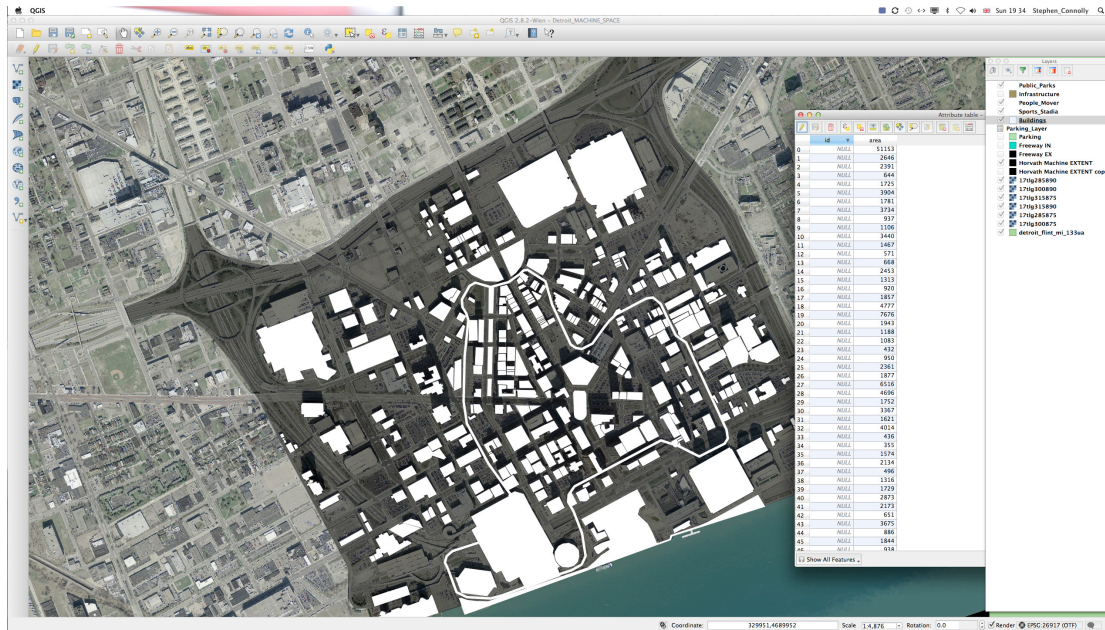 QGIS
Sun 19 34 Stephen_Connolly
QGIS 2.8.2-Wien – Detroit_MACHINE_SPACE
Layers
Public_Parks
Infrastructure
People_Mover
Sports_Stadia
Buildings
Parking_Layer
Parking
Freeway IN
Freeway EX
Horvath Machine EXTENT
Horvath Machine EXTENT cop
17tlg285890
17tlg300890
17tlg315875
17tlg315890
17tlg285875
17tlg300875
detroit_flint_mi_133ua
Attribute table –
id area
0 NULL 51153
1 NULL 2646
2 NULL 2391
3 NULL 644
4 NULL 1725
5 NULL 3904
6 NULL 1781
7 NULL 3734
8 NULL 937
9 NULL 1106
10 NULL 3440
11 NULL 1467
12 NULL 571
13 NULL 668
14 NULL 2453
15 NULL 1313
16 NULL 920
17 NULL 1857
18 NULL 4777
19 NULL 7676
20 NULL 1943
21 NULL 1188
22 NULL 1083
23 NULL 432
24 NULL 950
25 NULL 2361
26 NULL 1877
27 NULL 6516
28 NULL 4696
29 NULL 1752
30 NULL 3367
31 NULL 1621
32 NULL 4014
33 NULL 436
34 NULL 355
35 NULL 1574
36 NULL 2134
37 NULL 496
38 NULL 1316
39 NULL 1729
40 NULL 2873
41 NULL 2173
42 NULL 651
43 NULL 3675
44 NULL 886
45 NULL 1844
46 NULL 938
Show All Features
Coordinate: 329951,4689952 Scale 1:4,876 Rotation: 0.0 Render EPSG:26917 (OTF)